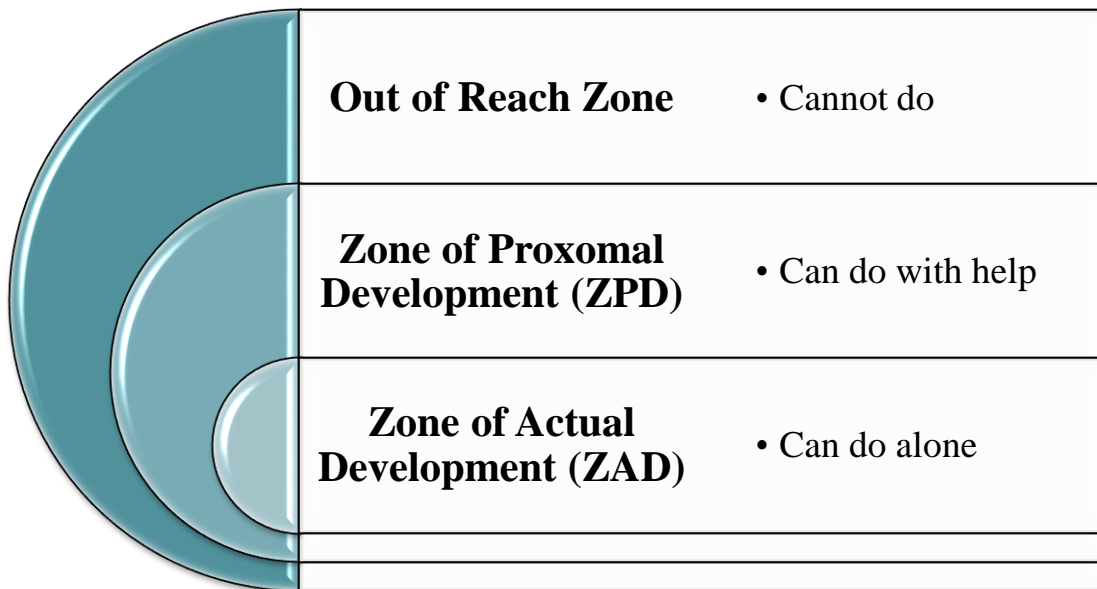 Out of Reach Zone
• Cannot do
Zone of Proxomal
Development (ZPD)
• Can do with help
Zone of Actual
Development (ZAD)
• Can do alone